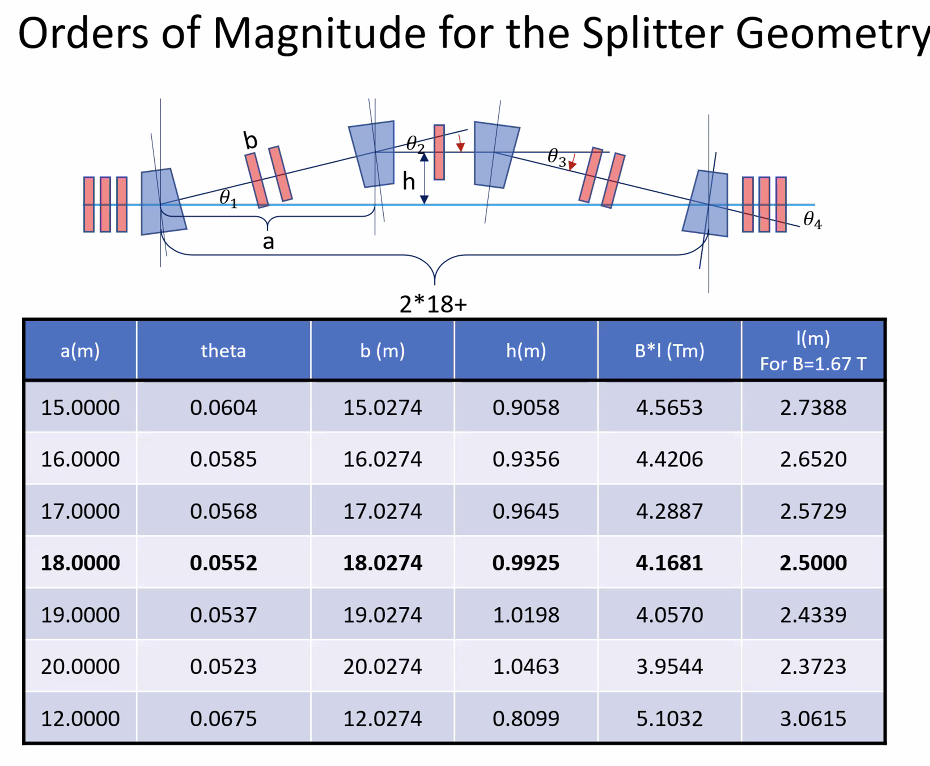 Orders of Magnitude for the Splitter Geometry
b
θ₁
θ₂
h
θ₃
θ₄
a
2*18+
a(m) theta b (m) h(m) B*l (Tm) l(m) For B=1.67 T
15.0000 0.0604 15.0274 0.9058 4.5653 2.7388
16.0000 0.0585 16.0274 0.9356 4.4206 2.6520
17.0000 0.0568 17.0274 0.9645 4.2887 2.5729
18.0000 0.0552 18.0274 0.9925 4.1681 2.5000
19.0000 0.0537 19.0274 1.0198 4.0570 2.4339
20.0000 0.0523 20.0274 1.0463 3.9544 2.3723
12.0000 0.0675 12.0274 0.8099 5.1032 3.0615